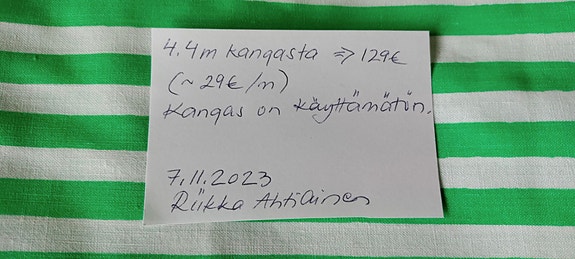 4.4m kangasta => 129€
(~ 29€/m)
Kangas on käyttämätön.
7.11.2023
Riikka Ahtiainen